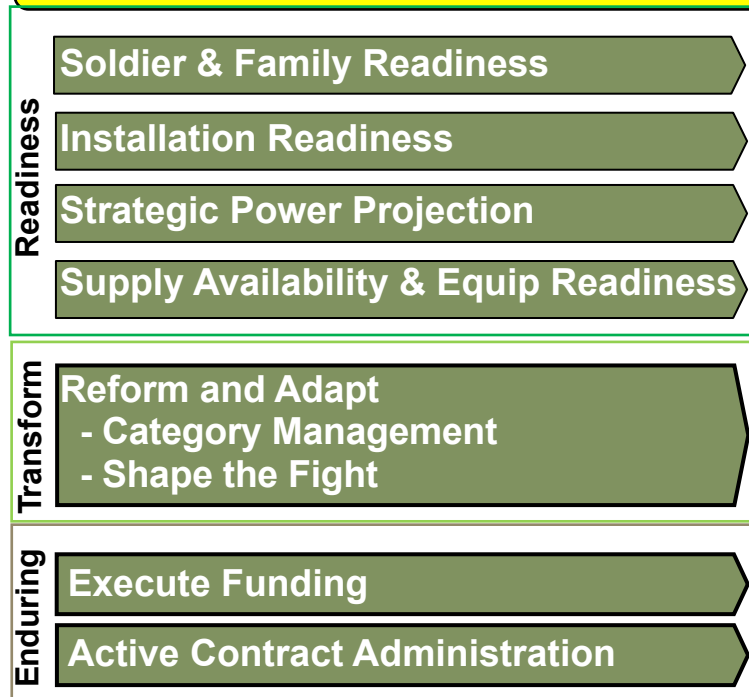 Readiness
Soldier & Family Readiness
Installation Readiness
Strategic Power Projection
Supply Availability & Equip Readiness
Transform
Reform and Adapt
- Category Management
- Shape the Fight
Enduring
Execute Funding
Active Contract Administration